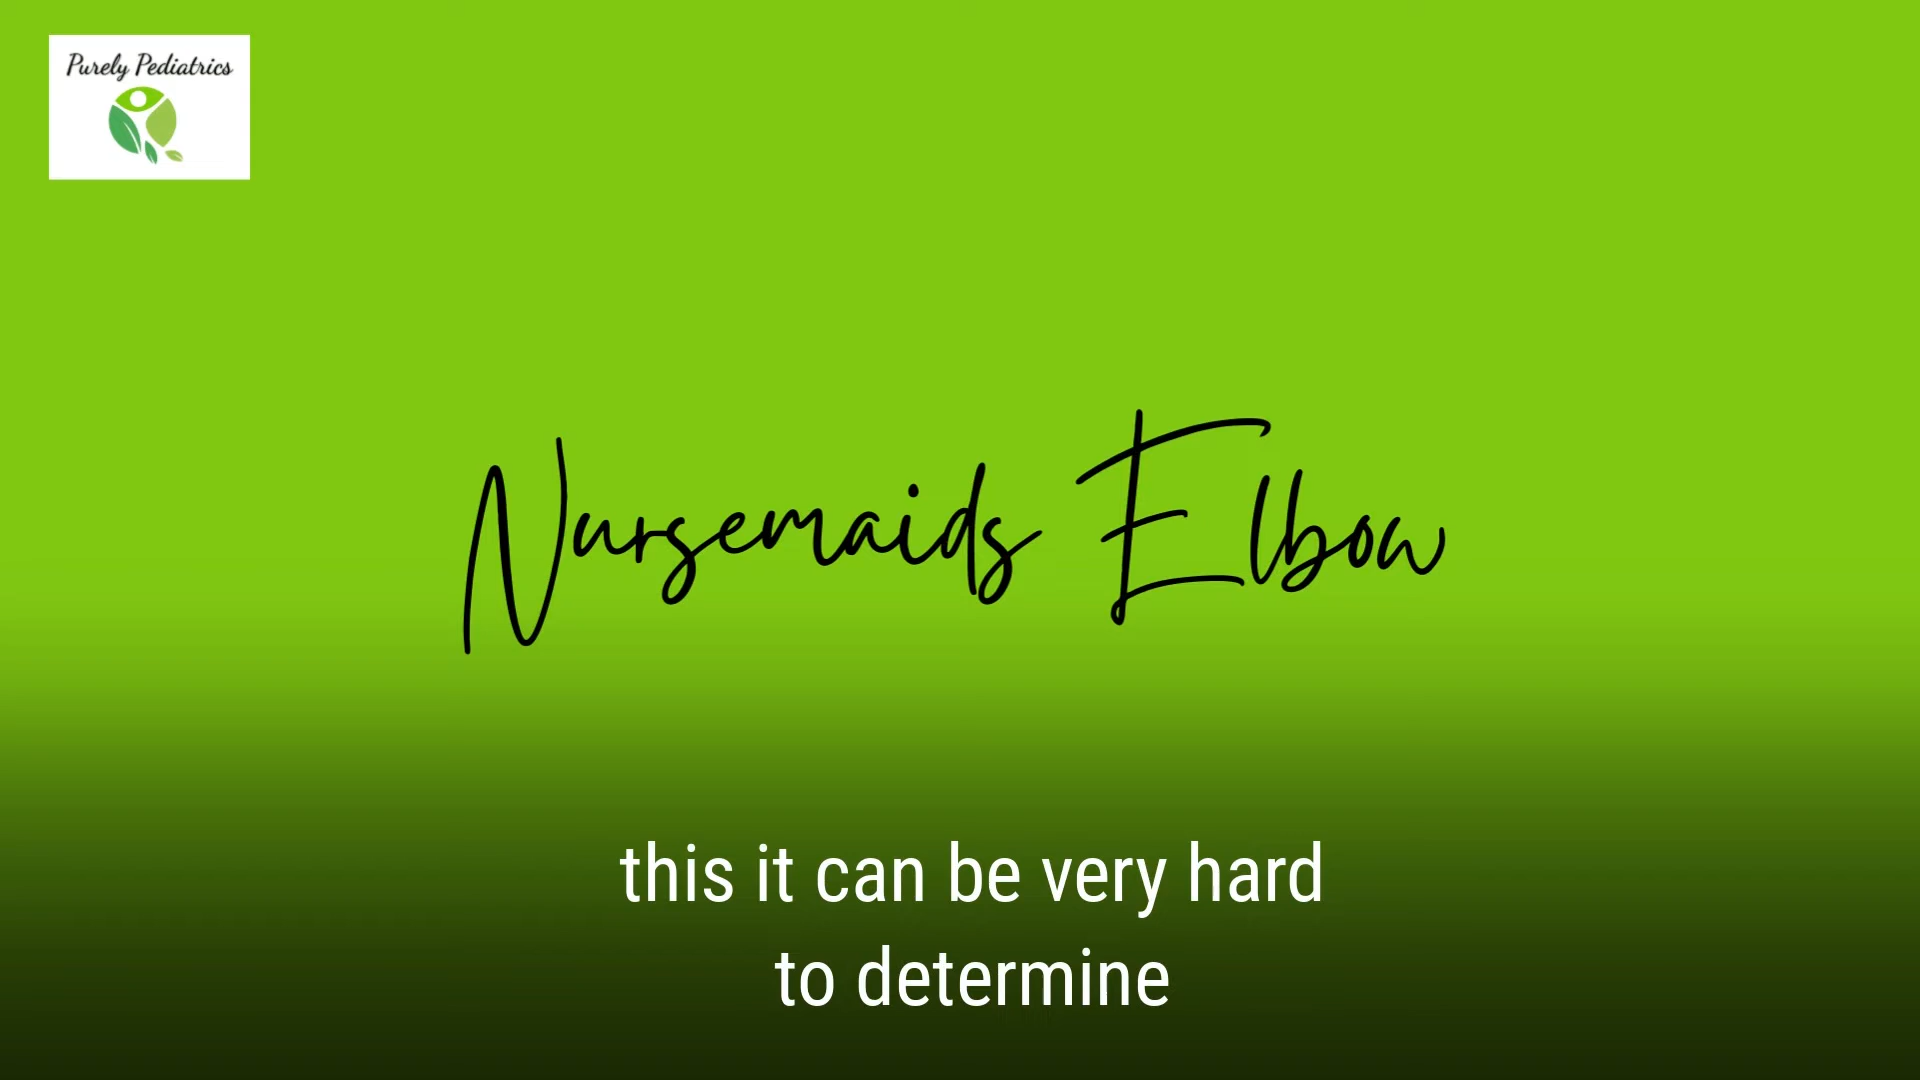 Purely Pediatrics
Nursemaids Elbow
this it can be very hard
to determine